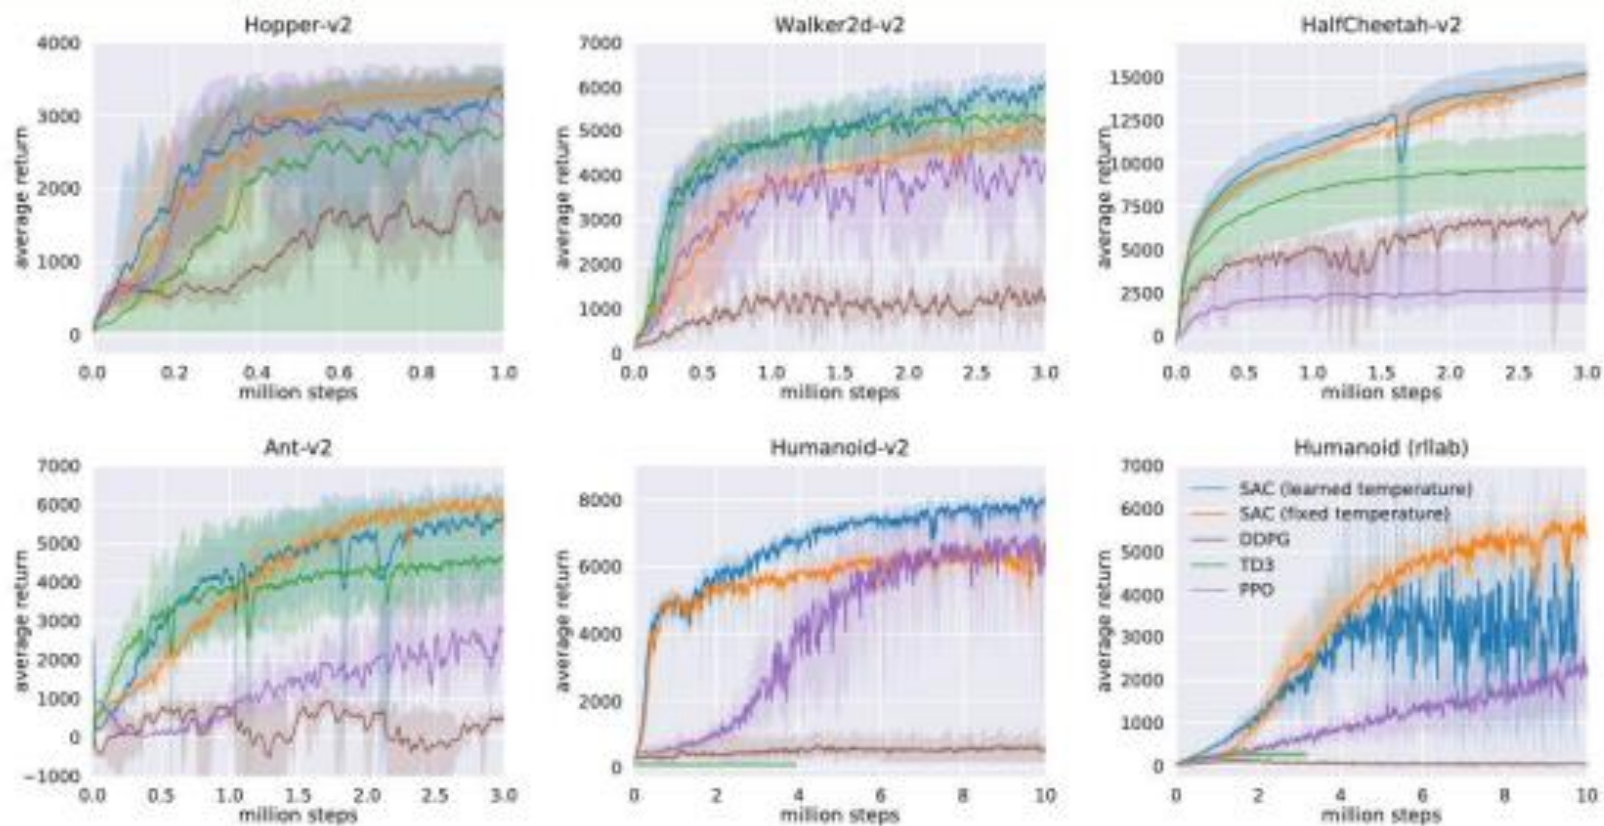 Hopper-v2
4000
3000
2000
1000
0
average return
0.0 0.2 0.4 0.6 0.8 1.0
million steps
Walker2d-v2
7000
6000
5000
4000
3000
2000
1000
0
average return
0.0 0.5 1.0 1.5 2.0 2.5 3.0
million steps
HalfCheetah-v2
15000
12500
10000
7500
5000
2500
0
average return
0.0 0.5 1.0 1.5 2.0 2.5 3.0
million steps
Ant-v2
7000
6000
5000
4000
3000
2000
1000
0
−1000
average return
0.0 0.5 1.0 1.5 2.0 2.5 3.0
million steps
Humanoid-v2
8000
6000
4000
2000
0
average return
0 2 4 6 8 10
million steps
Humanoid (rllab)
7000
6000
5000
4000
3000
2000
1000
0
average return
SAC (learned temperature)
SAC (fixed temperature)
DDPG
TD3
PPO
0 2 4 6 8 10
million steps